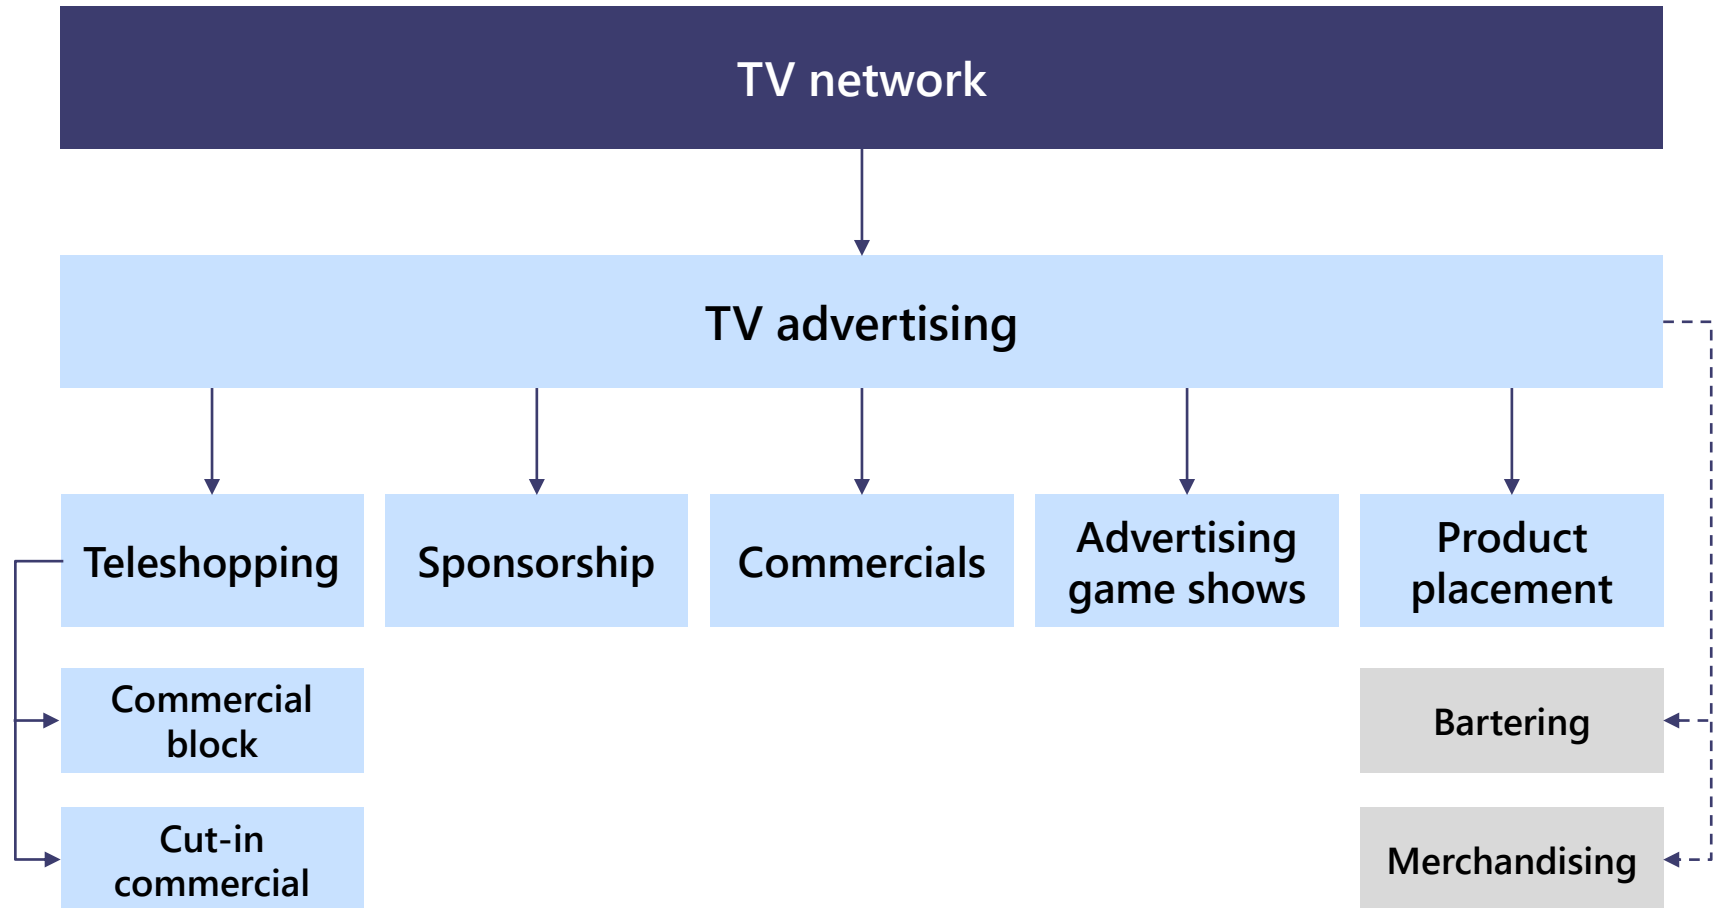 TV network
TV advertising
Teleshopping
Sponsorship
Commercials
Advertising
game shows
Product
placement
Commercial
block
Bartering
Cut-in
commercial
Merchandising